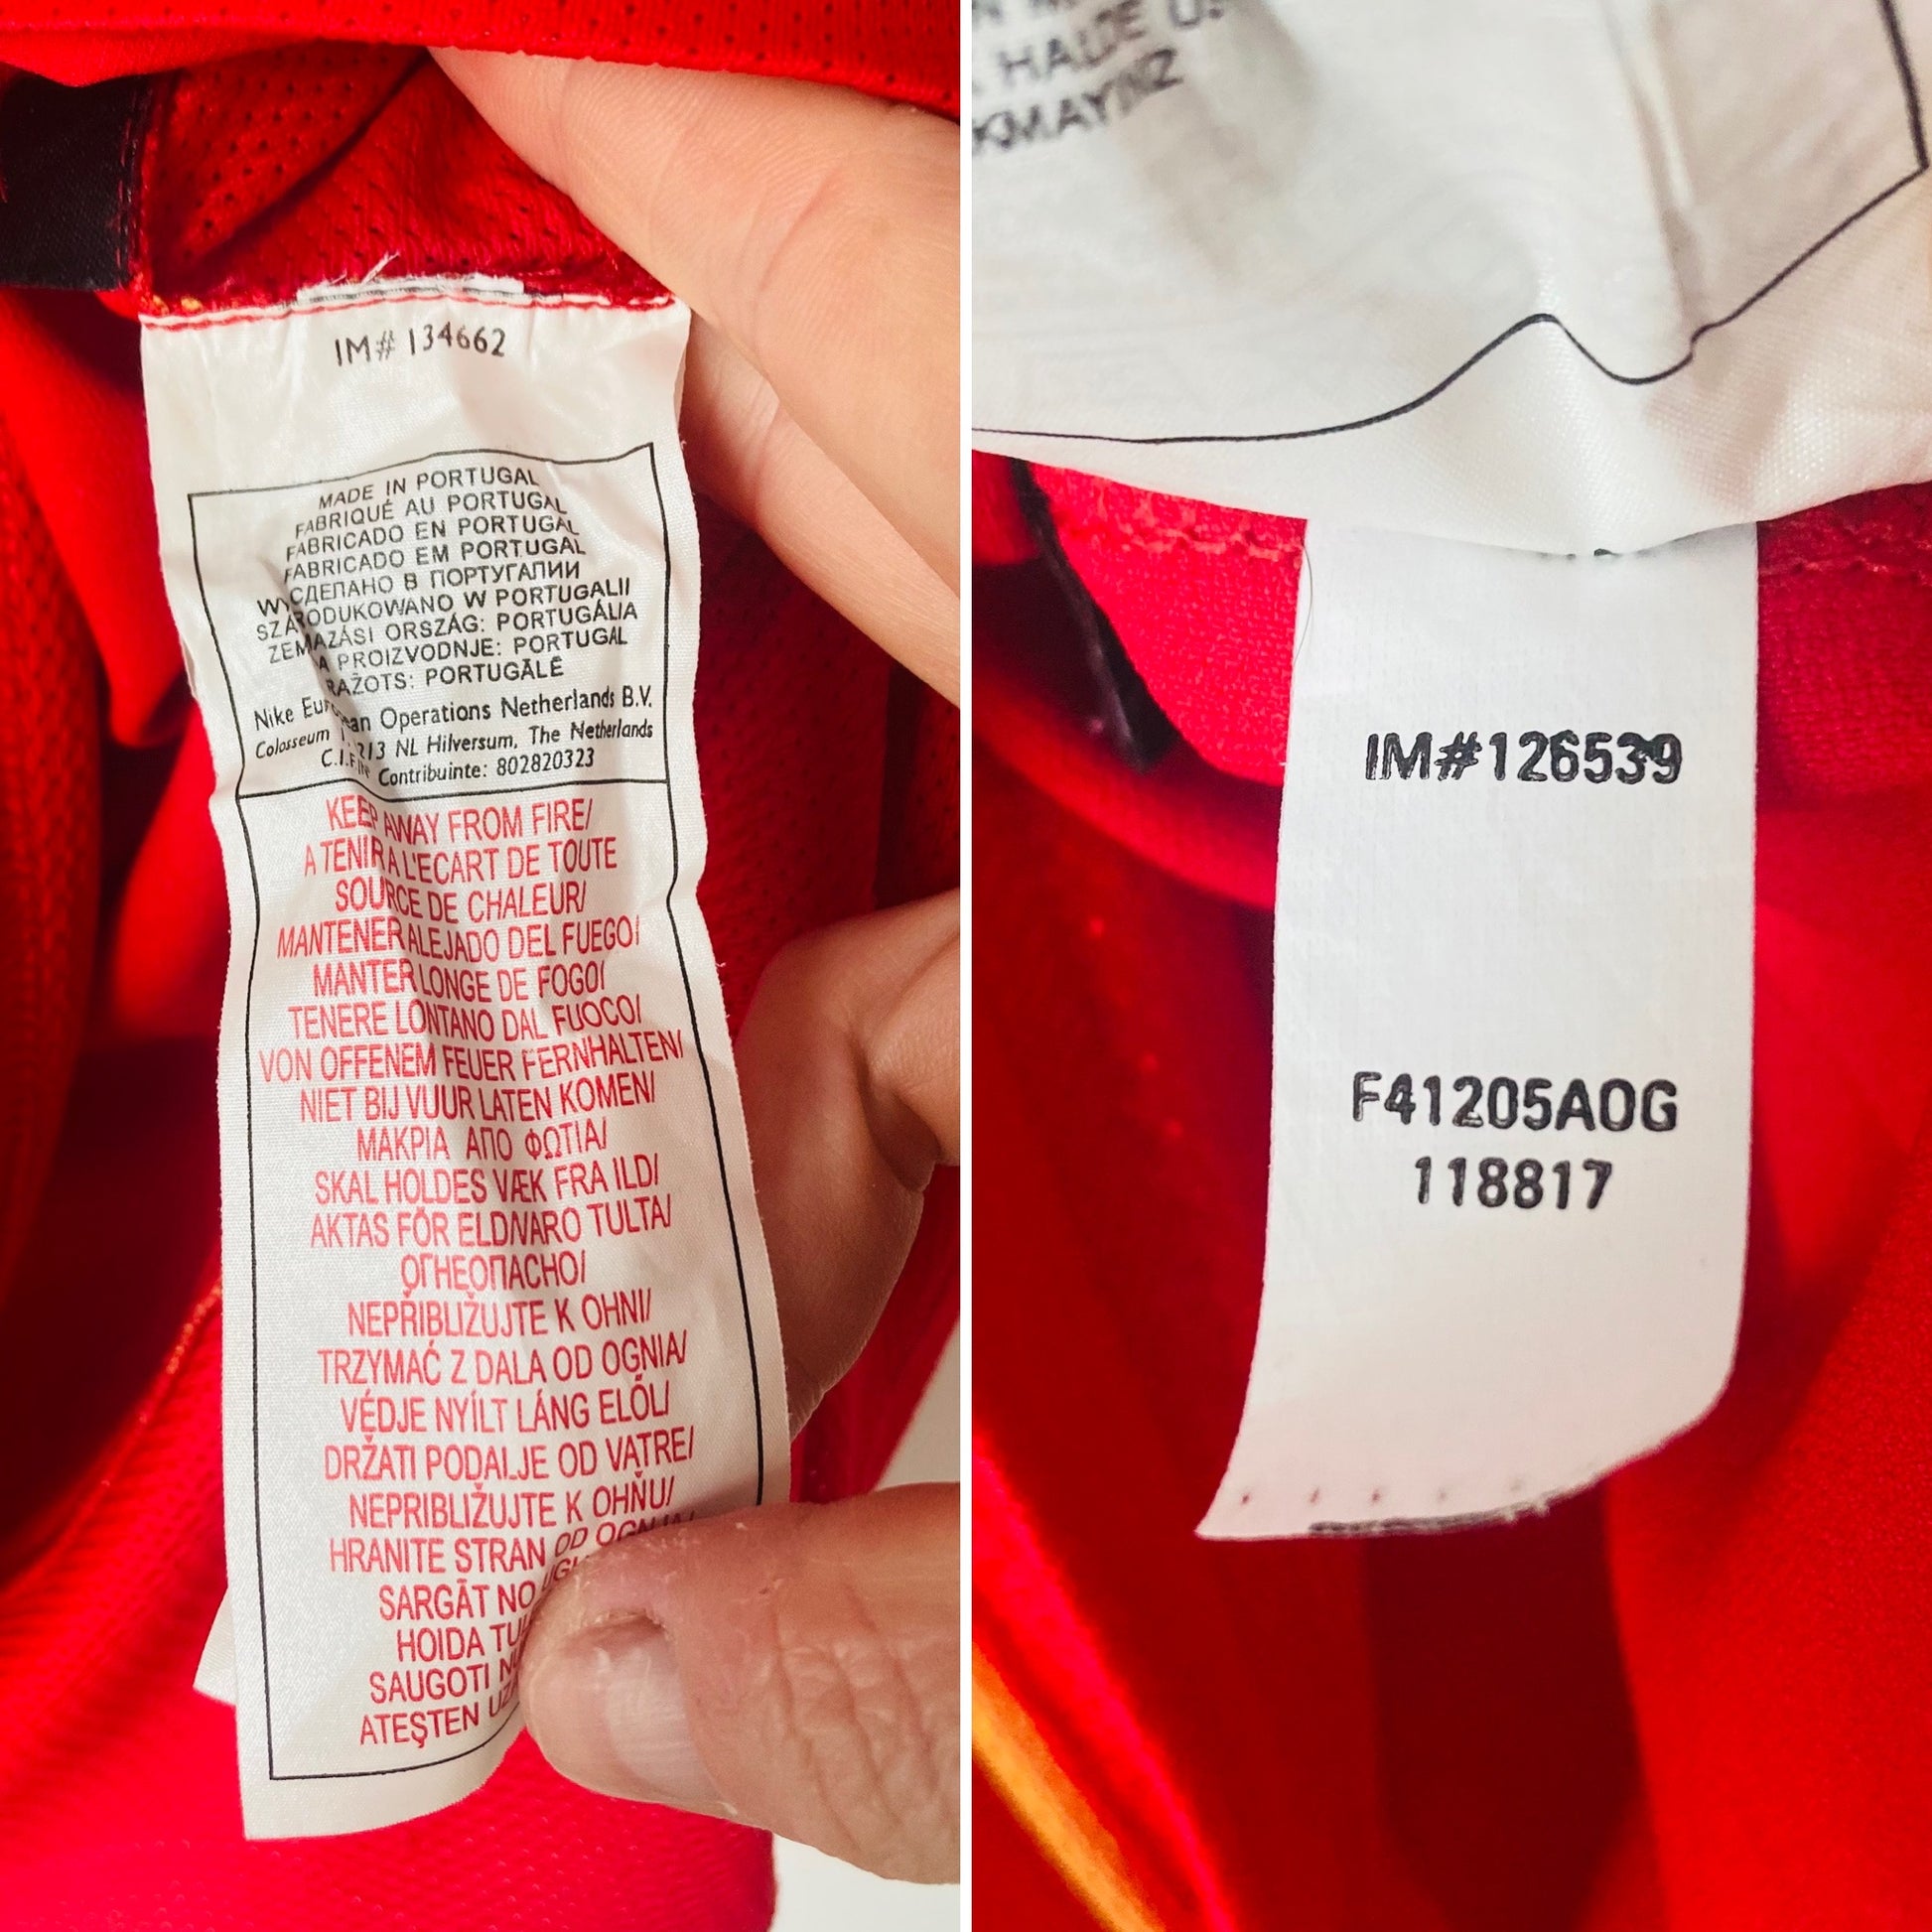 IM# 134662
MADE IN PORTUGAL
FABRIQUÉ AU PORTUGAL
FABRICADO EN PORTUGAL
FABRICADO EM PORTUGAL
СДЕЛАНО В ПОРТУГАЛИИ
WYPRODUKOWANO W PORTUGALII
SZÁRMAZÁSI ORSZÁG: PORTUGÁLIA
PROIZVODNJE: PORTUGAL
RAŽOTS: PORTUGĀLĒ
Nike European Operations Netherlands B.V.
Colosseum 1213 NL Hilversum, The Netherlands
Contribuinte: 802820323
KEEP AWAY FROM FIRE/
A TENIR A L'ECART DE TOUTE
SOURCE DE CHALEUR/
MANTENER ALEJADO DEL FUEGO/
MANTER LONGE DE FOGO/
TENERE LONTANO DAL FUOCO/
VON OFFENEM FEUER FERNHALTEN/
NIET BIJ VUUR LATEN KOMEN/
ΜΑΚΡΙΑ ΑΠΟ ΦΩΤΙΑ/
SKAL HOLDES VÆK FRA ILD/
AKTAS FÖR ELDNARO TULTA/
ОГНЕОПАСНО/
NEPŘIBLIŽUJTE K OHNI/
TRZYMAĆ Z DALA OD OGNIA/
VÉDJE NYÍLT LÁNG ELŐL/
DRŽATI PODALJE OD VATRE/
NEPRIBLIŽUJTE K OHŇU/
HRANITE STRAN OD OGNJA/
SARGĀT NO
HOIDA
SAUGOTI
ATEŞTEN
IM#126539
F41205AOG
118817